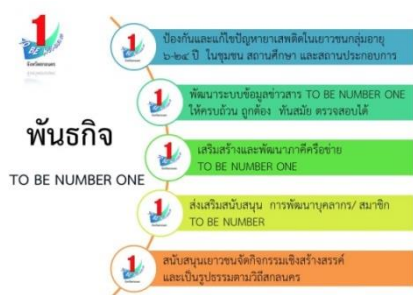 พันธกิจ
TO BE NUMBER ONE
ป้องกันและแก้ไขปัญหายาเสพติดในเยาวชนกลุ่มอายุ
๖-๒๔ ปี ในชุมชน สถานศึกษา และสถานประกอบการ
พัฒนาระบบข้อมูลข่าวสาร TO BE NUMBER ONE
ให้ครบถ้วน ถูกต้อง ทันสมัย ตรวจสอบได้
เสริมสร้างและพัฒนาภาคีครือข่าย
TO BE NUMBER ONE
ส่งเสริมสนับสนุน การพัฒนาบุคลากร/ สมาชิก
TO BE NUMBER
สนับสนุนเยาวชนจัดกิจกรรมเชิงสร้างสรรค์
และเป็นรูปธรรมตามวิถีสกลนคร